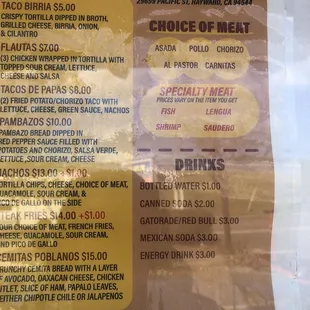 TACO BIRRIA $5.00
CRISPY TORTILLA DIPPED IN BROTH,
GRILLED CHEESE, BIRRIA, ONION,
& CILANTRO
FLAUTAS $7.00
(3) CHICKEN WRAPPED IN TORTILLA WITH
TOPPED SOUR CREAM, LETTUCE,
CHEESE AND SALSA
TACOS DE PAPAS $8.00
(2) FRIED POTATO/CHORIZO TACO WITH
LETTUCE, CHEESE, GREEN SAUCE, NACHOS
PAMBAZOS $10.00
PAMBAZO BREAD DIPPED IN
RED PEPPER SAUCE FILLED WITH
POTATOES AND CHORIZO, SALSA VERDE,
LETTUCE, SOUR CREAM, CHEESE
NACHOS $13.00 +$1.00
TORTILLA CHIPS, CHEESE, CHOICE OF MEAT,
GUACAMOLE, SOUR CREAM, &
PICO DE GALLO ON THE SIDE
STEAK FRIES $14.00 +$1.00
YOUR CHOICE OF MEAT, FRENCH FRIES,
CHEESE, GUACAMOLE, SOUR CREAM,
AND PICO DE GALLO
CEMITAS POBLANOS $15.00
CRUNCHY CEMITA BREAD WITH A LAYER
OF AVOCADO, OAXACAN CHEESE, CHICKEN
CUTLET, SLICE OF HAM, PAPALO LEAVES,
EITHER CHIPOTLE CHILE OR JALAPENOS
29689 PACIFIC ST, HAYWARD, CA 94544
CHOICE OF MEAT
ASADA POLLO CHORIZO
AL PASTOR CARNITAS
SPECIALTY MEAT
PRICES VARY ON THE ITEM YOU GET
FISH LENGUA
SHRIMP SUADERO
DRINKS
BOTTLED WATER $1.00
CANNED SODA $2.00
GATORADE/RED BULL $3.00
MEXICAN SODA $3.00
ENERGY DRINK $3.00